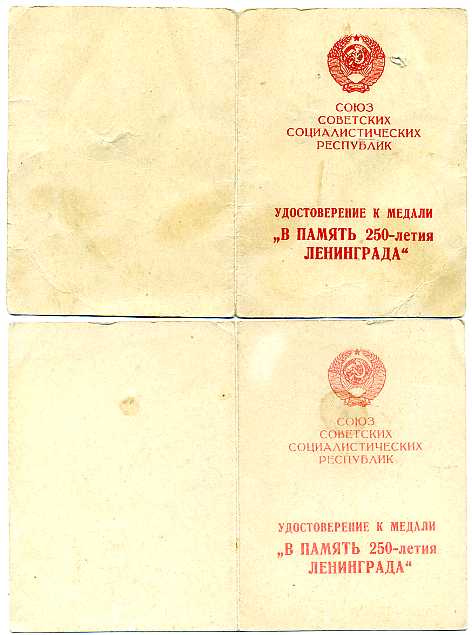 СОЮЗ
СОВЕТСКИХ
СОЦИАЛИСТИЧЕСКИХ
РЕСПУБЛИК
УДОСТОВЕРЕНИЕ К МЕДАЛИ
„В ПАМЯТЬ 250-летия
ЛЕНИНГРАДА“
СОЮЗ
СОВЕТСКИХ
СОЦИАЛИСТИЧЕСКИХ
РЕСПУБЛИК
УДОСТОВЕРЕНИЕ К МЕДАЛИ
„В ПАМЯТЬ 250-летия
ЛЕНИНГРАДА“